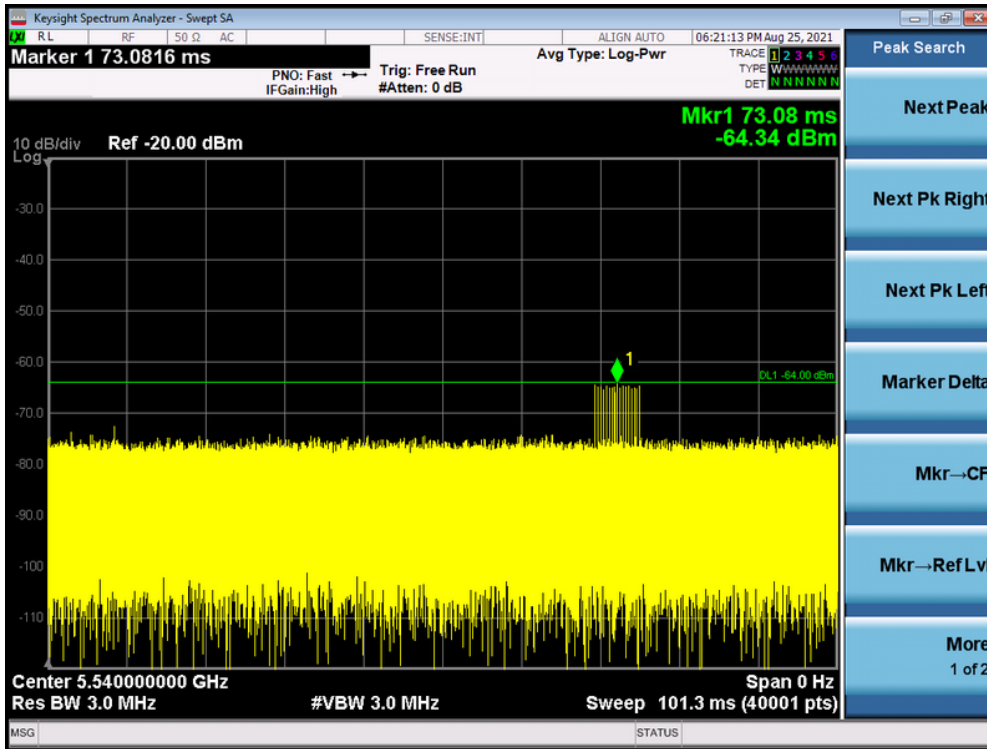 Keysight Spectrum Analyzer - Swept SA
LXI RL RF 50 Ω AC SENSE:INT ALIGN AUTO 06:21:13 PM Aug 25, 2021
Marker 1 73.0816 ms
PNO: Fast
IFGain:High
Trig: Free Run
#Atten: 0 dB
Avg Type: Log-Pwr
TRACE 1 2 3 4 5 6
TYPE WWWWWW
DET N N N N N N
Mkr1 73.08 ms
-64.34 dBm
10 dB/div Ref -20.00 dBm
Log
-30.0
-40.0
-50.0
-60.0
1
DL1 -64.00 dBm
-70.0
-80.0
-90.0
-100
-110
Center 5.540000000 GHz Span 0 Hz
Res BW 3.0 MHz #VBW 3.0 MHz Sweep 101.3 ms (40001 pts)
MSG STATUS
Peak Search
Next Peak
Next Pk Right
Next Pk Left
Marker Delta
Mkr→CF
Mkr→Ref Lvl
More
1 of 2